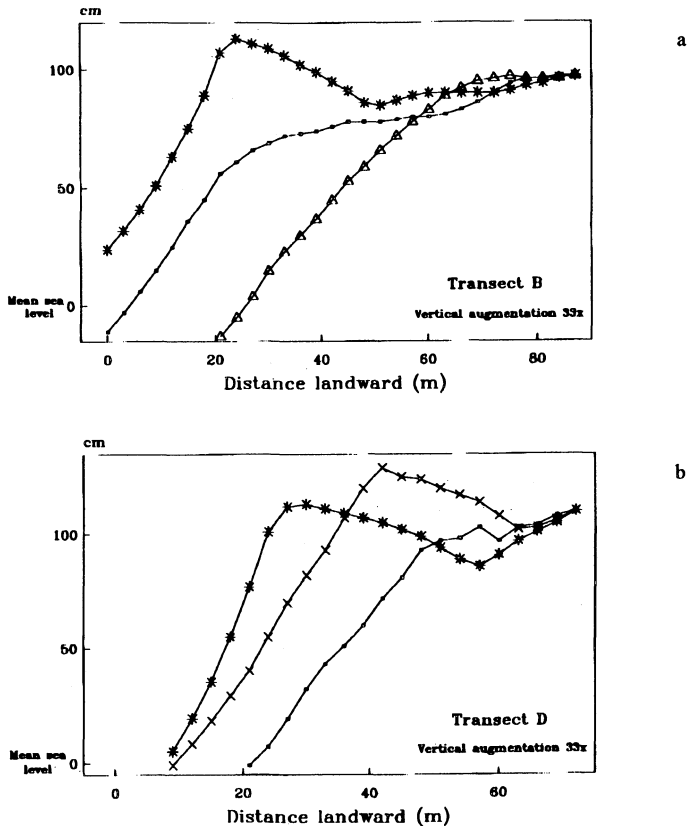 cm
a
100
50
0
Mean sea
level
Transect B
Vertical augmentation 33x
0 20 40 60 80
Distance landward (m)
cm
b
100
50
0
Mean sea
level
Transect D
Vertical augmentation 33x
0 20 40 60
Distance landward (m)